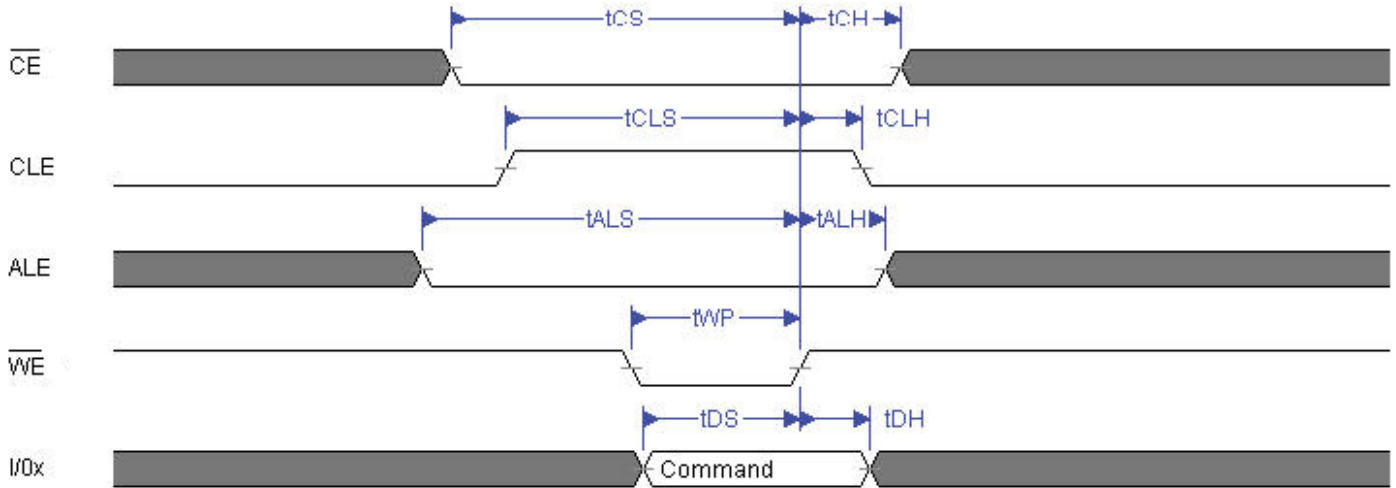 tCS tCH
CE
tCLS tCLH
CLE
tALS tALH
ALE
tWP
WE
tDS tDH
I/0x Command